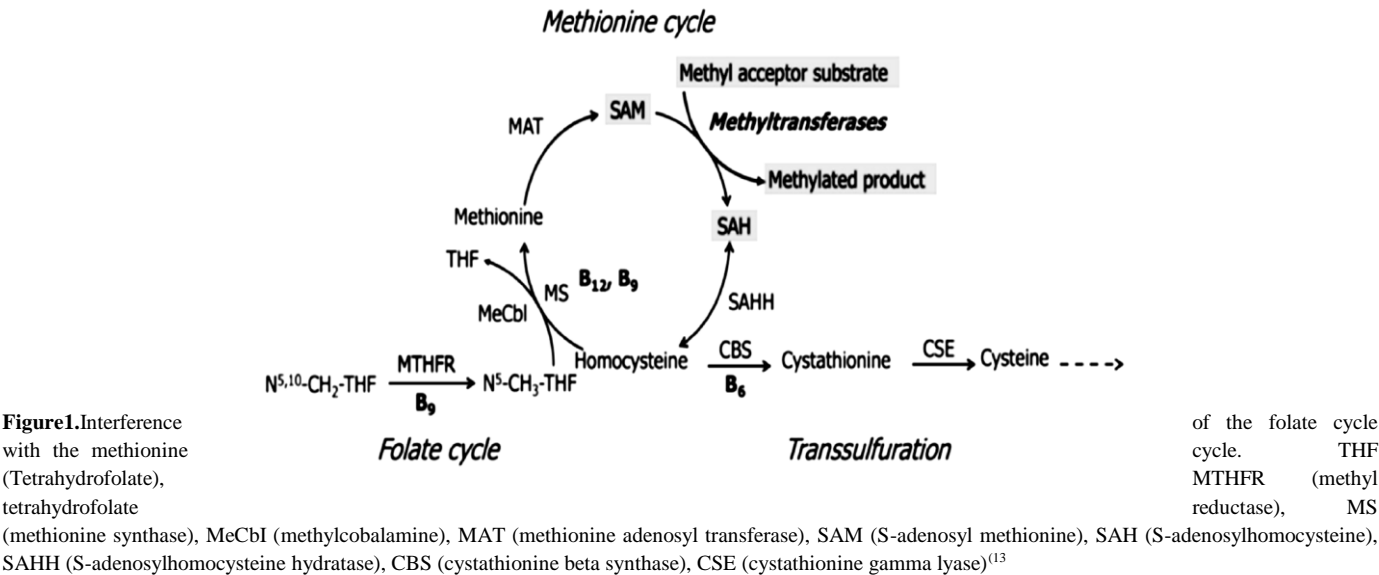 Methionine cycle
Methyl acceptor substrate
SAM
MAT
Methyltransferases
Methylated product
Methionine
SAH
THF
B12, B9
MS
MeCbl
SAHH
Homocysteine
CBS
B6
Cystathionine
CSE
Cysteine
N5,10-CH2-THF
MTHFR
B9
N5-CH3-THF
Folate cycle
Transsulfuration
Figure1.Interference of the folate cycle
with the methionine cycle. THF
(Tetrahydrofolate), MTHFR (methyl
tetrahydrofolate reductase), MS
(methionine synthase), MeCbI (methylcobalamine), MAT (methionine adenosyl transferase), SAM (S-adenosyl methionine), SAH (S-adenosylhomocysteine),
SAHH (S-adenosylhomocysteine hydratase), CBS (cystathionine beta synthase), CSE (cystathionine gamma lyase)(13